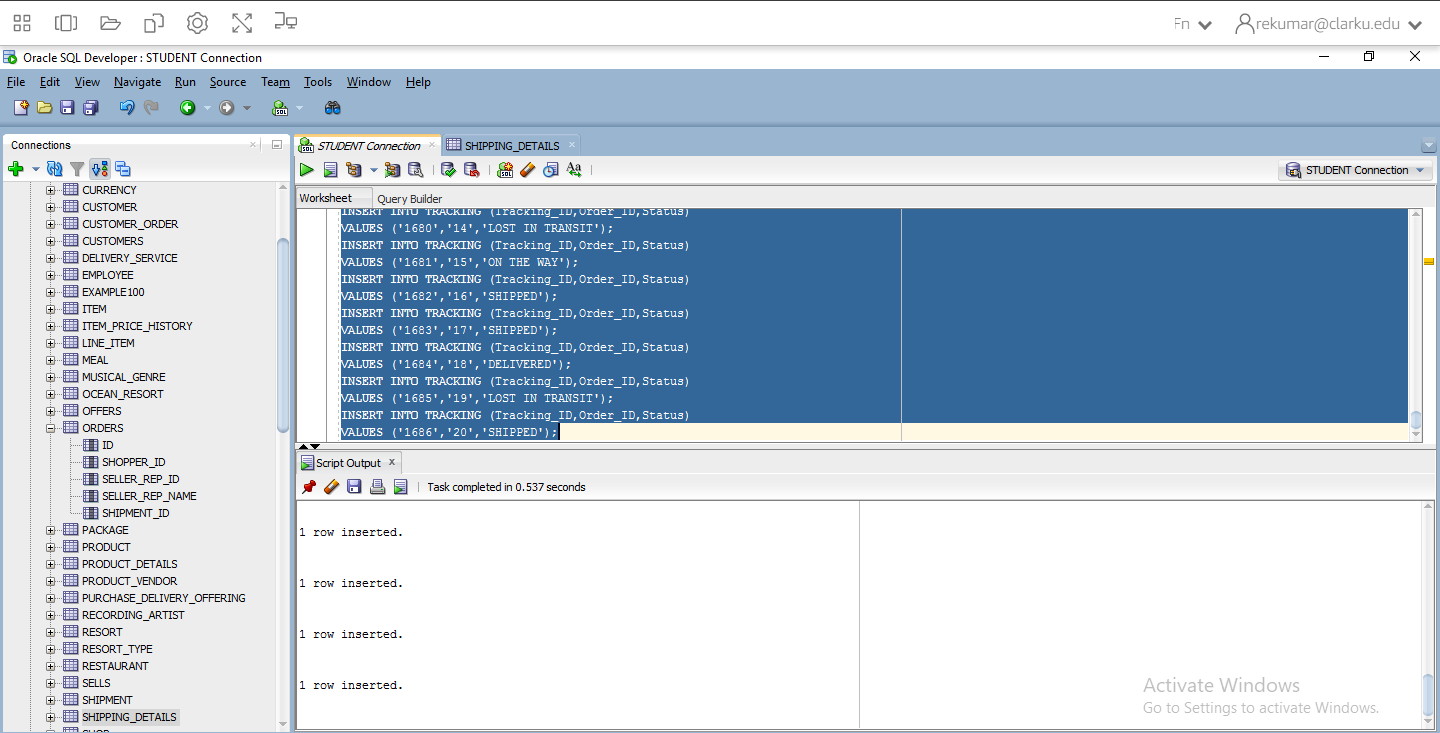 Fn
rekumar@clarku.edu
Oracle SQL Developer : STUDENT Connection
File Edit View Navigate Run Source Team Tools Window Help
Connections
STUDENT Connection
SHIPPING_DETAILS
STUDENT Connection
Worksheet
Query Builder
CURRENCY
CUSTOMER
CUSTOMER_ORDER
CUSTOMERS
DELIVERY_SERVICE
EMPLOYEE
EXAMPLE100
ITEM
ITEM_PRICE_HISTORY
LINE_ITEM
MEAL
MUSICAL_GENRE
OCEAN_RESORT
OFFERS
ORDERS
ID
SHOPPER_ID
SELLER_REP_ID
SELLER_REP_NAME
SHIPMENT_ID
PACKAGE
PRODUCT
PRODUCT_DETAILS
PRODUCT_VENDOR
PURCHASE_DELIVERY_OFFERING
RECORDING_ARTIST
RESORT
RESORT_TYPE
RESTAURANT
SELLS
SHIPMENT
SHIPPING_DETAILS
INSERT INTO TRACKING (Tracking_ID,Order_ID,Status)
VALUES ('1680','14','LOST IN TRANSIT');
INSERT INTO TRACKING (Tracking_ID,Order_ID,Status)
VALUES ('1681','15','ON THE WAY');
INSERT INTO TRACKING (Tracking_ID,Order_ID,Status)
VALUES ('1682','16','SHIPPED');
INSERT INTO TRACKING (Tracking_ID,Order_ID,Status)
VALUES ('1683','17','SHIPPED');
INSERT INTO TRACKING (Tracking_ID,Order_ID,Status)
VALUES ('1684','18','DELIVERED');
INSERT INTO TRACKING (Tracking_ID,Order_ID,Status)
VALUES ('1685','19','LOST IN TRANSIT');
INSERT INTO TRACKING (Tracking_ID,Order_ID,Status)
VALUES ('1686','20','SHIPPED');
Script Output
Task completed in 0.537 seconds
1 row inserted.
1 row inserted.
1 row inserted.
1 row inserted.
Activate Windows
Go to Settings to activate Windows.